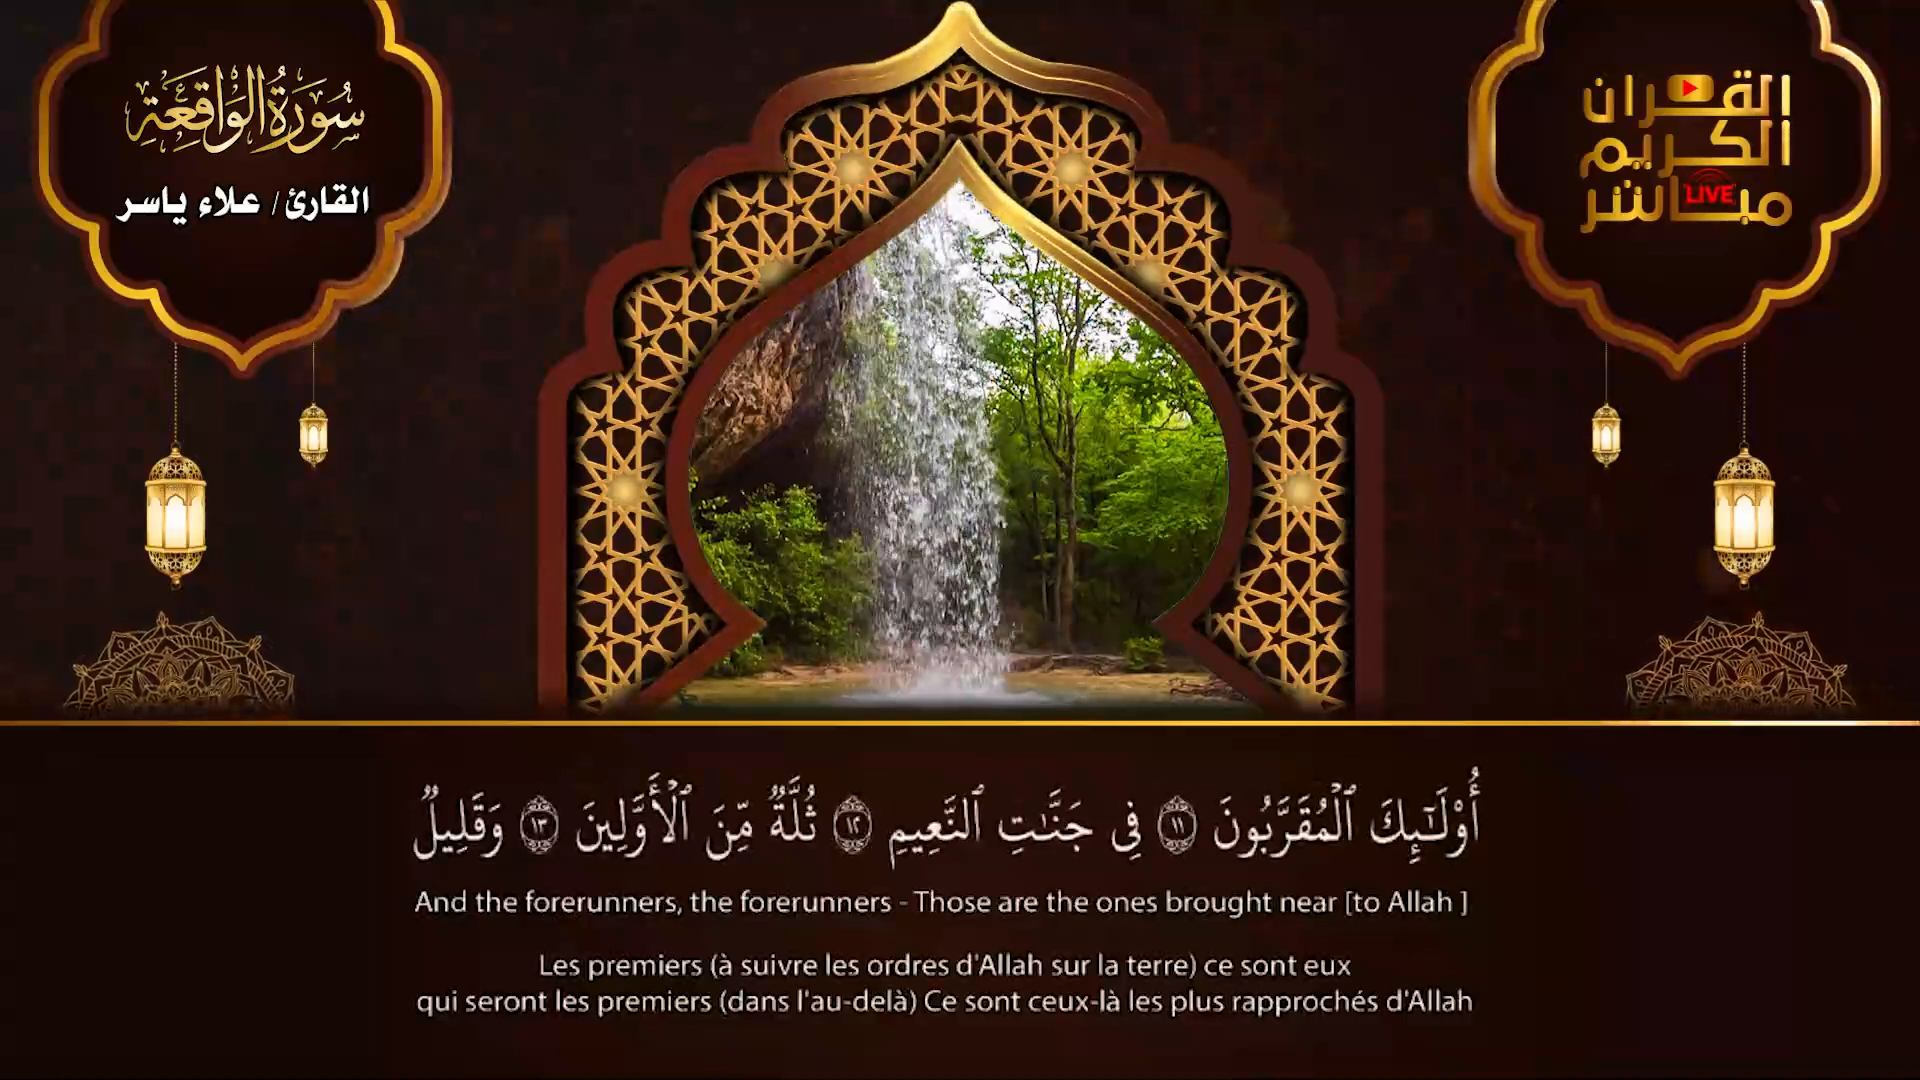 سُورَةُ الْوَاقِعَةِ
القارئ / علاء ياسر
القرآن
الكريم
مباشر
LIVE
أُو۟لَـٰٓئِكَ ٱلْمُقَرَّبُونَ ١١ فِى جَنَّـٰتِ ٱلنَّعِيمِ ١٢ ثُلَّةٌ مِّنَ ٱلْأَوَّلِينَ ١٣ وَقَلِيلٌ
And the forerunners, the forerunners - Those are the ones brought near [to Allah ]
Les premiers (à suivre les ordres d'Allah sur la terre) ce sont eux
qui seront les premiers (dans l'au-delà) Ce sont ceux-là les plus rapprochés d'Allah